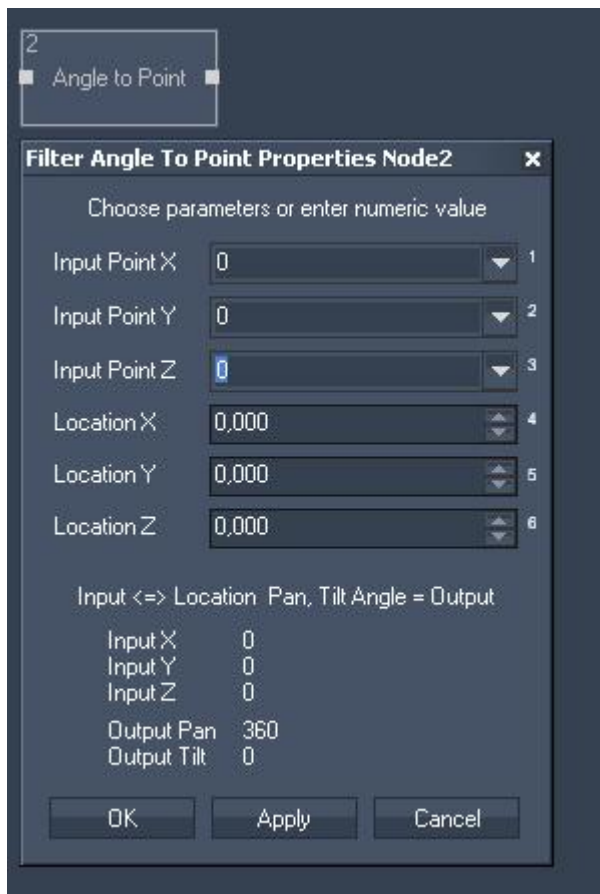 2
Angle to Point
Filter Angle To Point Properties Node2 x
Choose parameters or enter numeric value
Input Point X 0 1
Input Point Y 0 2
Input Point Z 0 3
Location X 0,000 4
Location Y 0,000 5
Location Z 0,000 6
Input <=> Location Pan, Tilt Angle = Output
Input X 0
Input Y 0
Input Z 0
Output Pan 360
Output Tilt 0
OK Apply Cancel